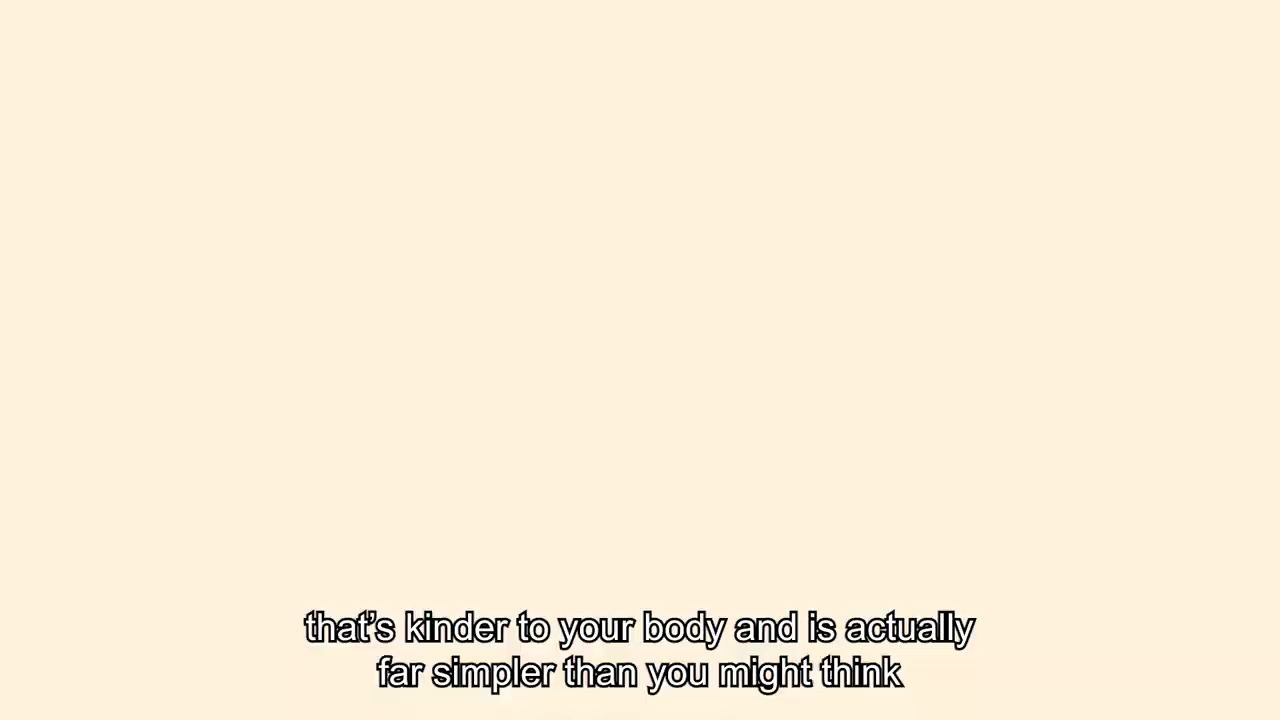 that's kinder to your body and is actually
far simpler than you might think